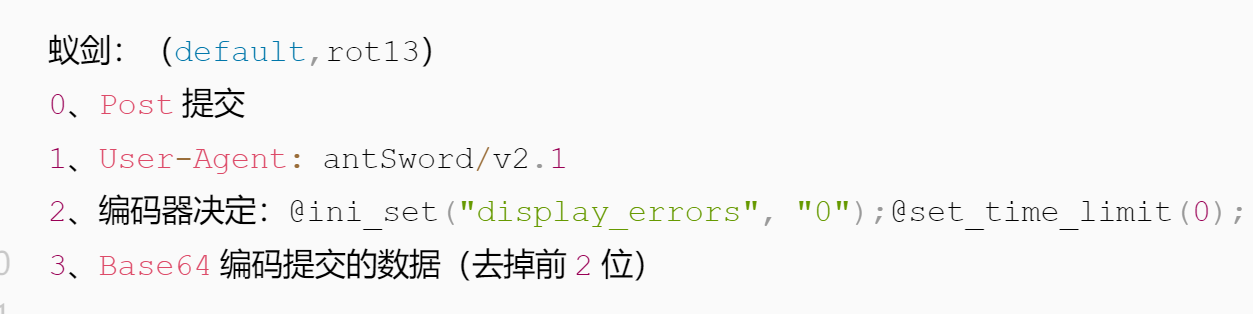 蚁剑：（default,rot13）
0、Post 提交
1、User-Agent: antSword/v2.1
2、编码器决定：@ini_set("display_errors", "0");@set_time_limit(0);
3、Base64 编码提交的数据（去掉前 2 位）